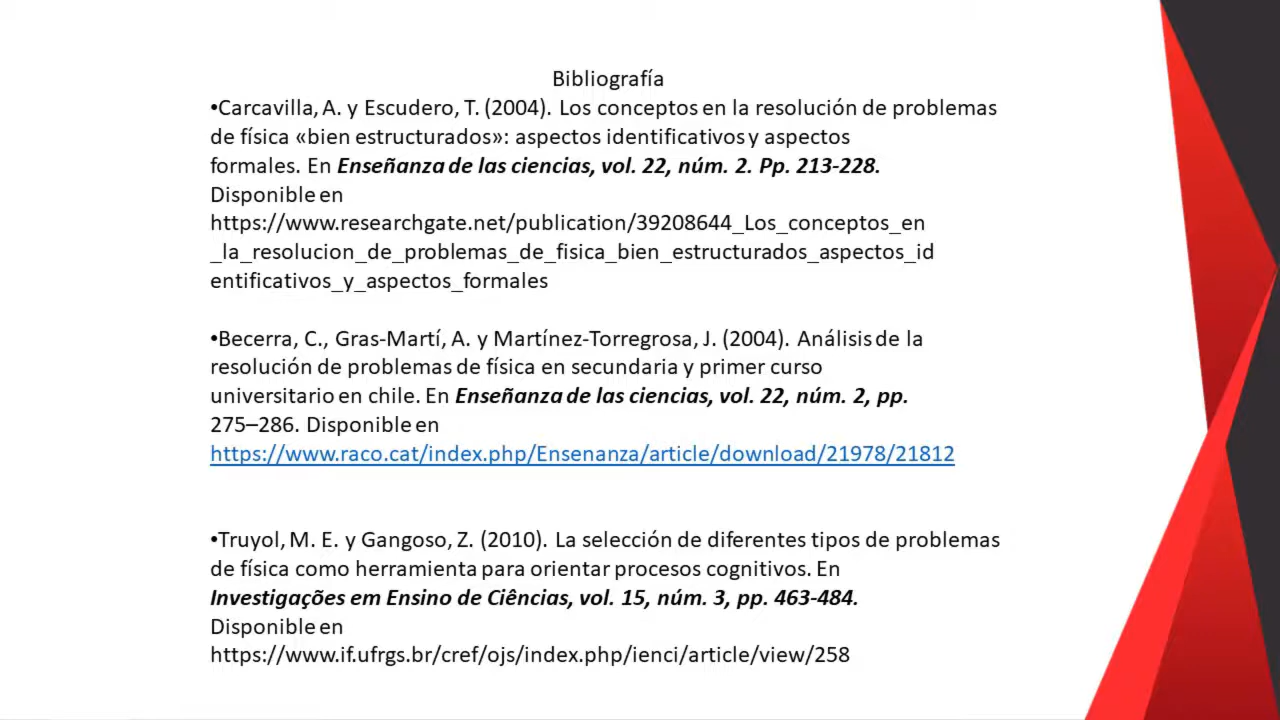 Bibliografía
•Carcavilla, A. y Escudero, T. (2004). Los conceptos en la resolución de problemas
de física «bien estructurados»: aspectos identificativos y aspectos
formales. En Enseñanza de las ciencias, vol. 22, núm. 2. Pp. 213-228.
Disponible en
https://www.researchgate.net/publication/39208644_Los_conceptos_en
_la_resolucion_de_problemas_de_fisica_bien_estructurados_aspectos_id
entificativos_y_aspectos_formales
•Becerra, C., Gras-Martí, A. y Martínez-Torregrosa, J. (2004). Análisis de la
resolución de problemas de física en secundaria y primer curso
universitario en chile. En Enseñanza de las ciencias, vol. 22, núm. 2, pp.
275–286. Disponible en
https://www.raco.cat/index.php/Ensenanza/article/download/21978/21812
•Truyol, M. E. y Gangoso, Z. (2010). La selección de diferentes tipos de problemas
de física como herramienta para orientar procesos cognitivos. En
Investigações em Ensino de Ciências, vol. 15, núm. 3, pp. 463-484.
Disponible en
https://www.if.ufrgs.br/cref/ojs/index.php/ienci/article/view/258